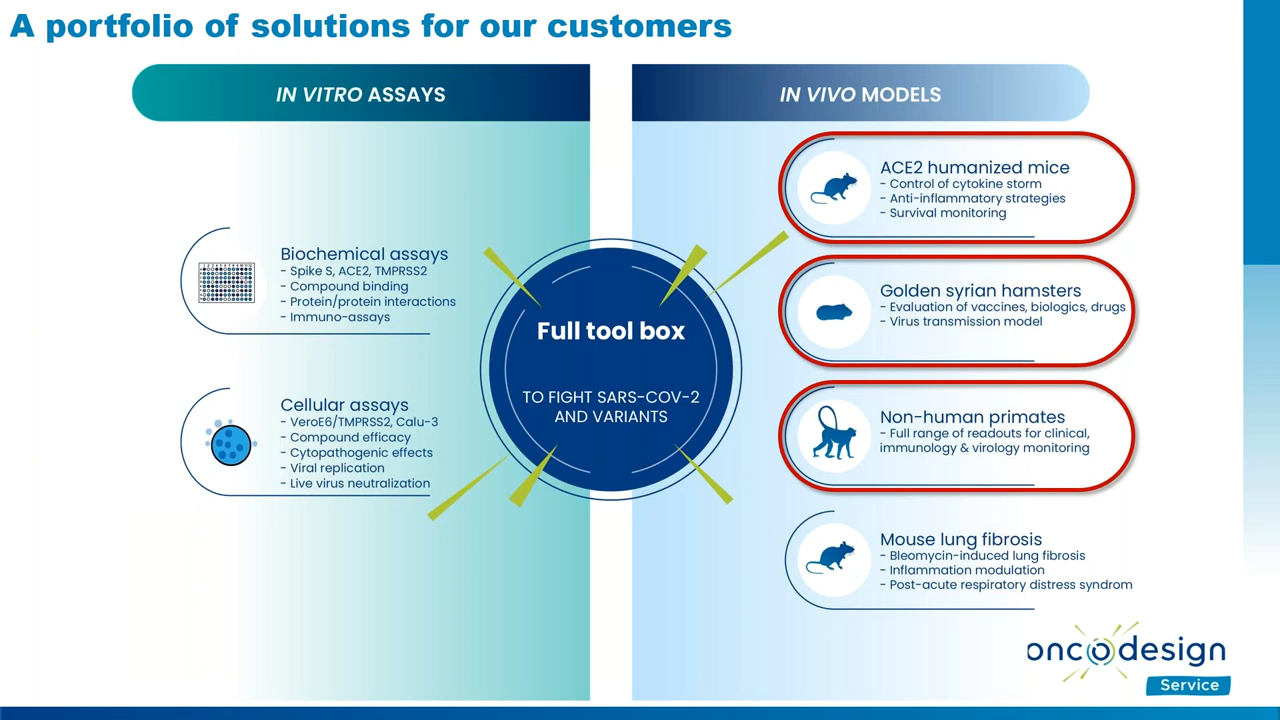 A portfolio of solutions for our customers
IN VITRO ASSAYS
Biochemical assays
- Spike S, ACE2, TMPRSS2
- Compound binding
- Protein/protein interactions
- Immuno-assays
Cellular assays
- VeroE6/TMPRSS2, Calu-3
- Compound efficacy
- Cytopathogenic effects
- Viral replication
- Live virus neutralization
Full tool box
TO FIGHT SARS-COV-2
AND VARIANTS
IN VIVO MODELS
ACE2 humanized mice
- Control of cytokine storm
- Anti-inflammatory strategies
- Survival monitoring
Golden syrian hamsters
- Evaluation of vaccines, biologics, drugs
- Virus transmission model
Non-human primates
- Full range of readouts for clinical,
immunology & virology monitoring
Mouse lung fibrosis
- Bleomycin-induced lung fibrosis
- Inflammation modulation
- Post-acute respiratory distress syndrom
oncodesign
Service